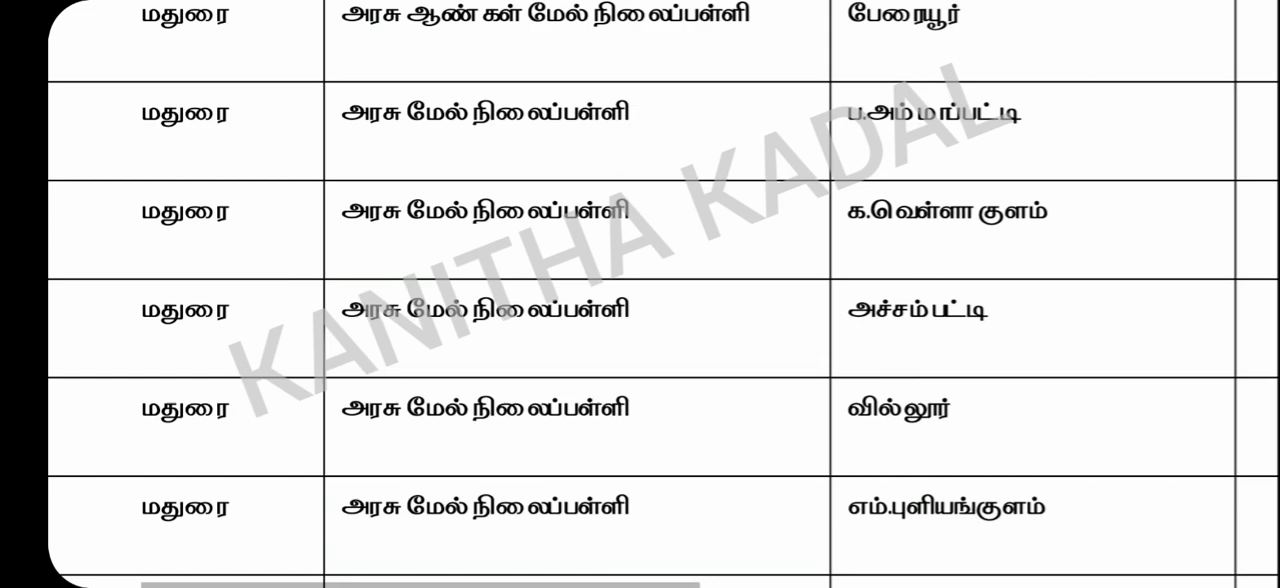 மதுரை அரசு ஆண்கள் மேல்நிலைப்பள்ளி பேரையூர்
மதுரை அரசு மேல்நிலைப்பள்ளி ப.அம்மாப்பட்டி
மதுரை அரசு மேல்நிலைப்பள்ளி க.வெள்ளாகுளம்
மதுரை அரசு மேல்நிலைப்பள்ளி அச்சம்பட்டி
மதுரை அரசு மேல்நிலைப்பள்ளி வில்லூர்
மதுரை அரசு மேல்நிலைப்பள்ளி எம்.புளியங்குளம்
KANITHA KADAL